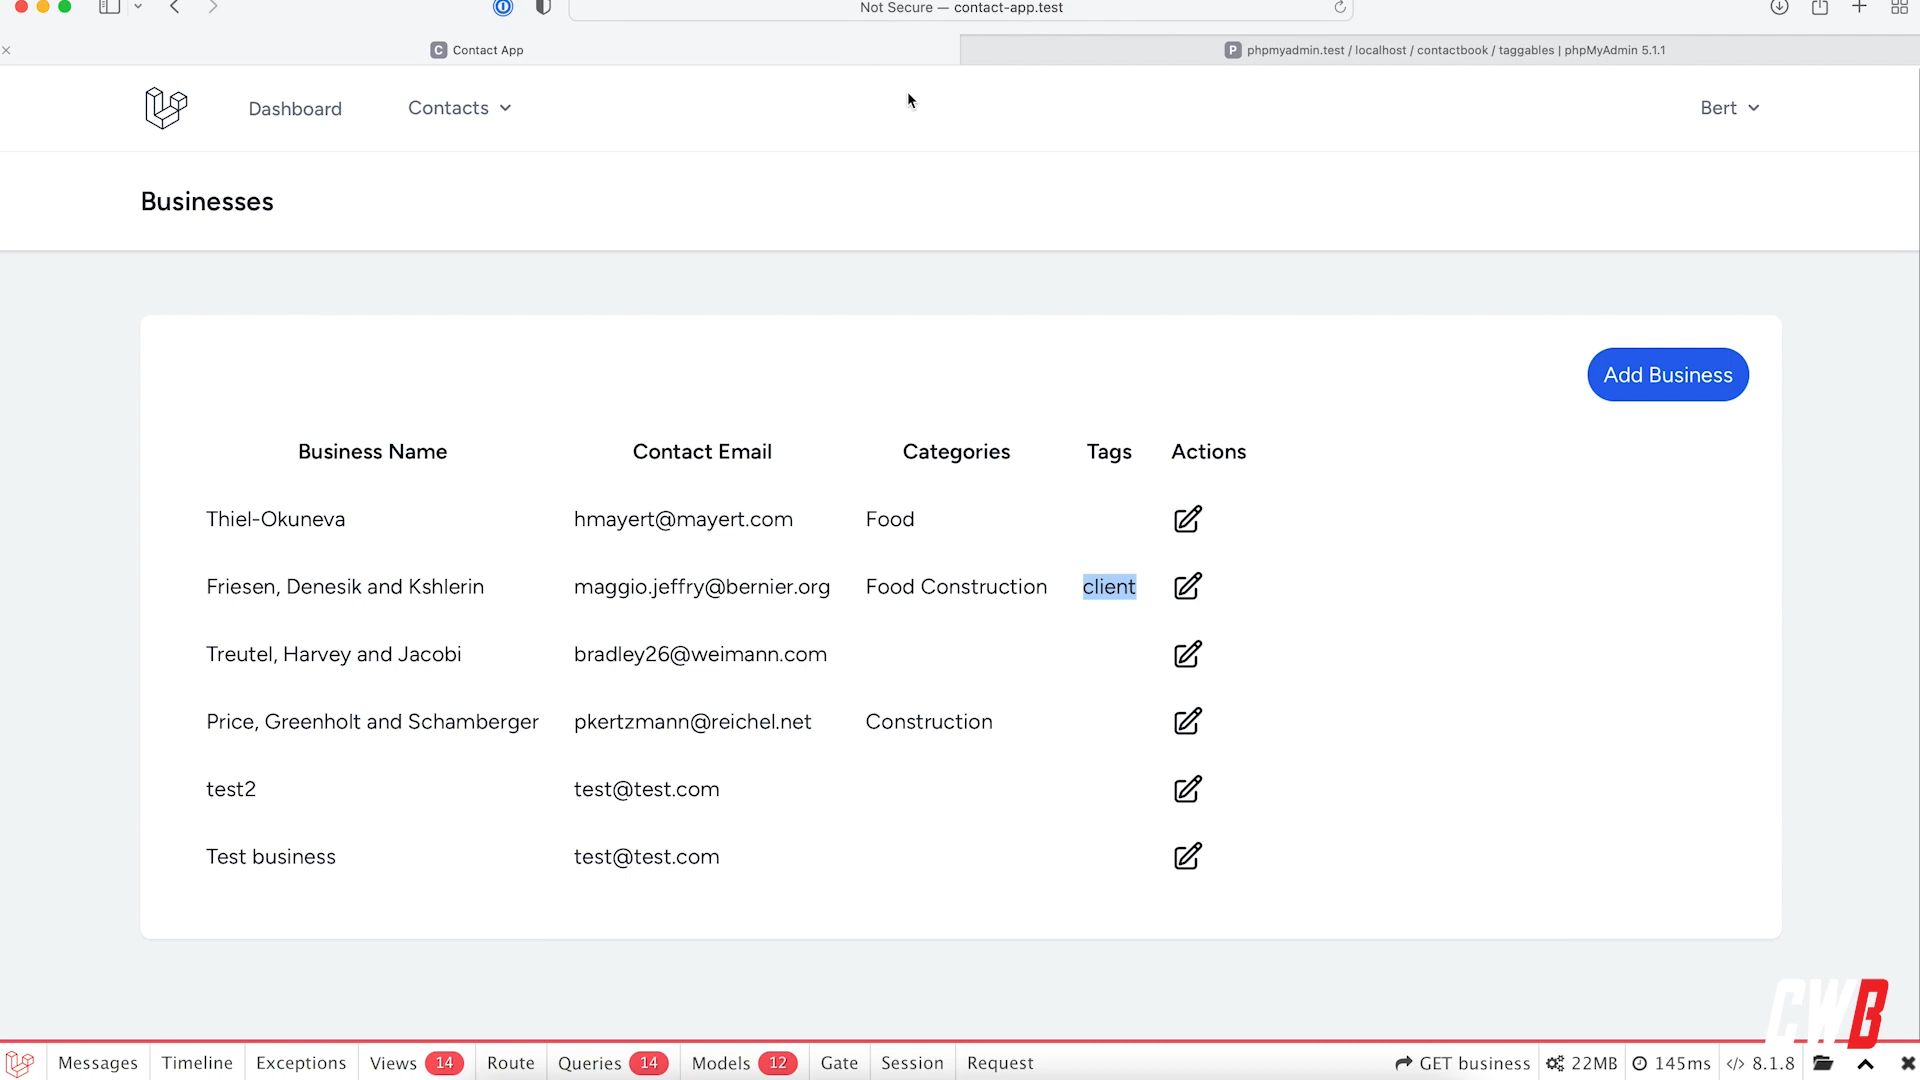 Not Secure — contact-app.test
C Contact App
P phpmyadmin.test / localhost / contactbook / taggables | phpMyAdmin 5.1.1
Dashboard Contacts Bert
Businesses
Add Business
Business Name Contact Email Categories Tags Actions
Thiel-Okuneva hmayert@mayert.com Food
Friesen, Denesik and Kshlerin maggio.jeffry@bernier.org Food Construction client
Treutel, Harvey and Jacobi bradley26@weimann.com
Price, Greenholt and Schamberger pkertzmann@reichel.net Construction
test2 test@test.com
Test business test@test.com
CWB
Messages Timeline Exceptions Views 14 Route Queries 14 Models 12 Gate Session Request GET business 22MB 145ms </> 8.1.8